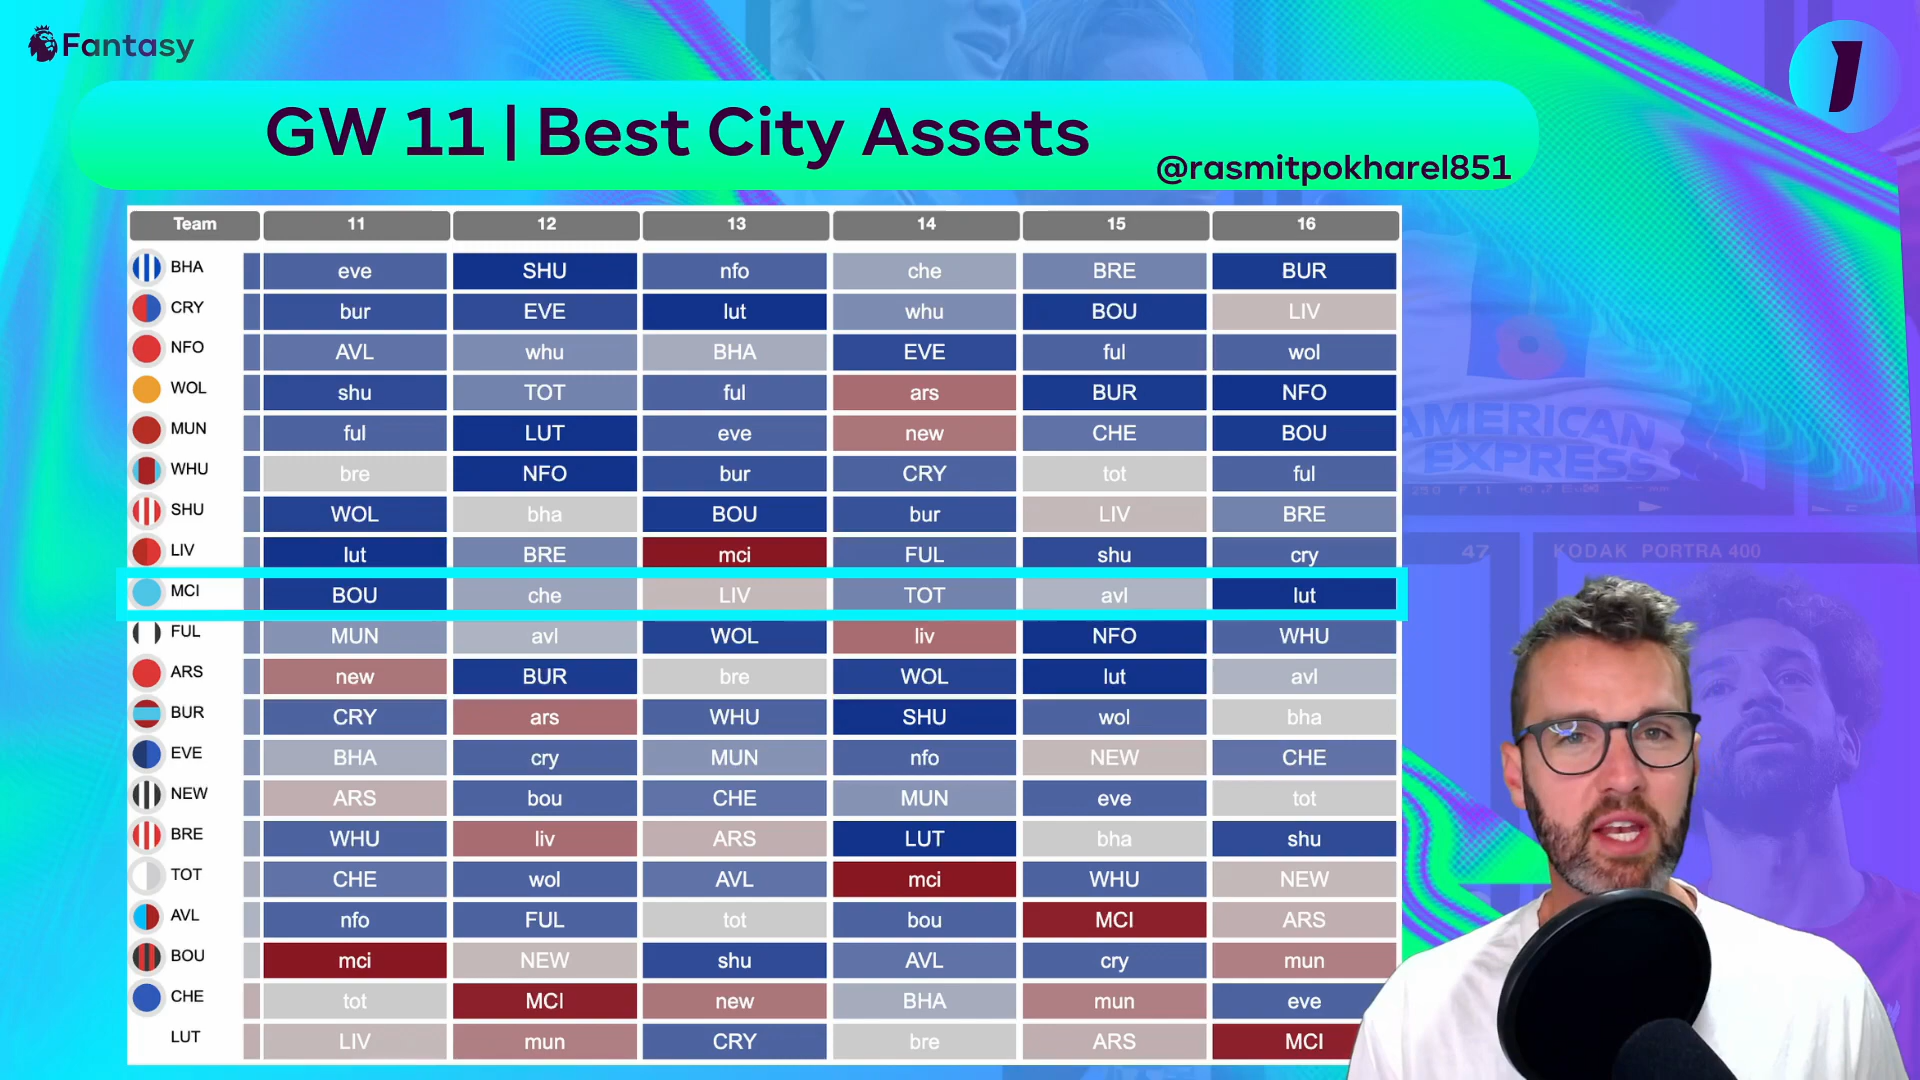 Fantasy
J
GW 11 | Best City Assets
@rasmitpokharel851
Team 11 12 13 14 15 16
BHA eve SHU nfo che BRE BUR
CRY bur EVE lut whu BOU LIV
NFO AVL whu BHA EVE ful wol
WOL shu TOT ful ars BUR NFO
MUN ful LUT eve new CHE BOU
WHU bre NFO bur CRY tot ful
SHU WOL bha BOU bur LIV BRE
LIV lut BRE mci FUL shu cry
MCI BOU che LIV TOT avl lut
FUL MUN avl WOL liv NFO WHU
ARS new BUR bre WOL lut avl
BUR CRY ars WHU SHU wol bha
EVE BHA cry MUN nfo NEW CHE
NEW ARS bou CHE MUN eve tot
BRE WHU liv ARS LUT bha shu
TOT CHE wol AVL mci WHU NEW
AVL nfo FUL tot bou MCI ARS
BOU mci NEW shu AVL cry mun
CHE tot MCI new BHA mun eve
LUT LIV mun CRY bre ARS MCI
AMERICAN
EXPRESS
47 KODAK PORTRA 400